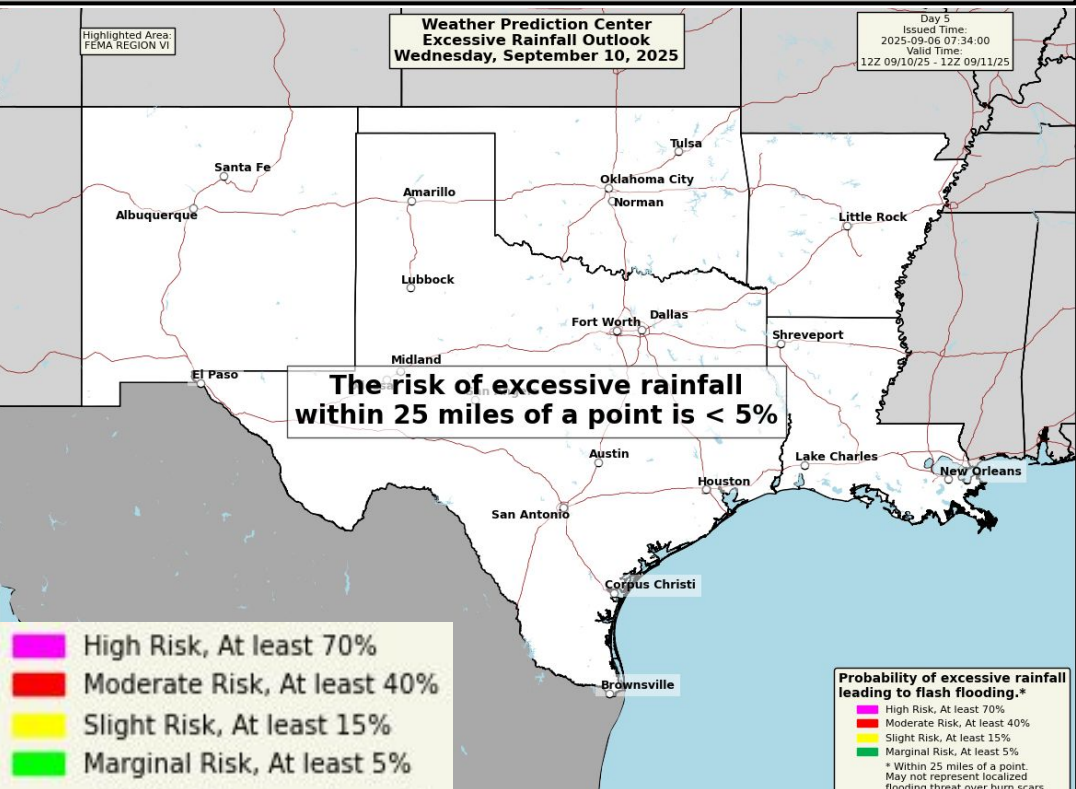 Highlighted Area:
FEMA REGION VI
Weather Prediction Center
Excessive Rainfall Outlook
Wednesday, September 10, 2025
Day 5
Issued Time:
2025-09-06 07:34:00
Valid Time:
12Z 09/10/25 - 12Z 09/11/25
Tulsa
Santa Fe
Oklahoma City
Amarillo
Norman
Albuquerque
Little Rock
Lubbock
Dallas
Fort Worth
Shreveport
Midland
El Paso
The risk of excessive rainfall
within 25 miles of a point is < 5%
Austin
Lake Charles
New Orleans
Houston
San Antonio
Corpus Christi
Brownsville
High Risk, At least 70%
Moderate Risk, At least 40%
Slight Risk, At least 15%
Marginal Risk, At least 5%
Probability of excessive rainfall
leading to flash flooding.*
High Risk, At least 70%
Moderate Risk, At least 40%
Slight Risk, At least 15%
Marginal Risk, At least 5%
* Within 25 miles of a point.
May not represent localized
flooding threat over burn scars